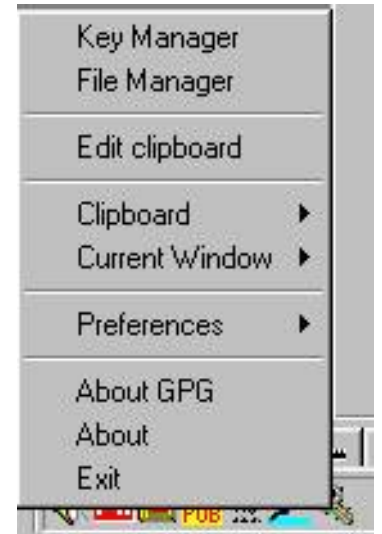 Key Manager
File Manager
Edit clipboard
Clipboard
Current Window
Preferences
About GPG
About
Exit
PUB